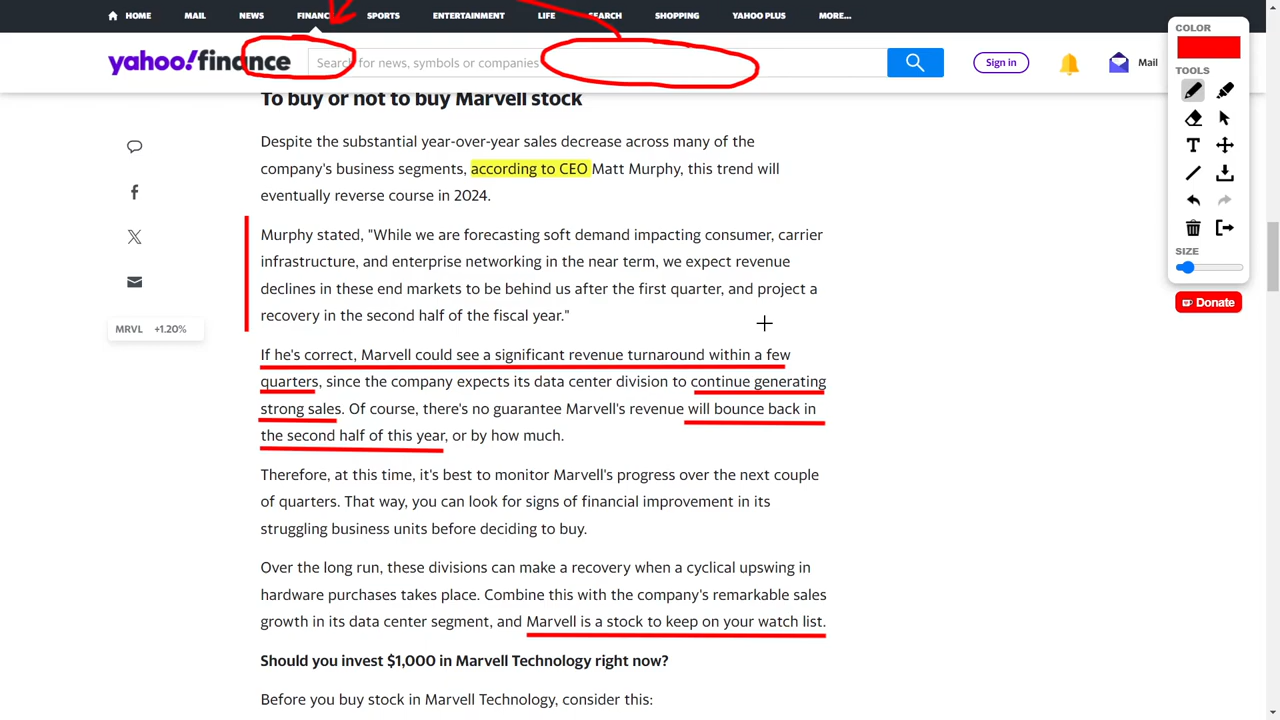 HOME MAIL NEWS FINANC SPORTS ENTERTAINMENT LIFE SEARCH SHOPPING YAHOO PLUS MORE...
COLOR
yahoo!finance Search for news, symbols or companies Sign in Mail
TOOLS
To buy or not to buy Marvell stock
Despite the substantial year-over-year sales decrease across many of the
company's business segments, according to CEO Matt Murphy, this trend will
eventually reverse course in 2024.
T
SIZE
Donate
Murphy stated, "While we are forecasting soft demand impacting consumer, carrier
infrastructure, and enterprise networking in the near term, we expect revenue
declines in these end markets to be behind us after the first quarter, and project a
recovery in the second half of the fiscal year."
MRVL +1.20%
If he's correct, Marvell could see a significant revenue turnaround within a few
quarters, since the company expects its data center division to continue generating
strong sales. Of course, there's no guarantee Marvell's revenue will bounce back in
the second half of this year, or by how much.
Therefore, at this time, it's best to monitor Marvell's progress over the next couple
of quarters. That way, you can look for signs of financial improvement in its
struggling business units before deciding to buy.
Over the long run, these divisions can make a recovery when a cyclical upswing in
hardware purchases takes place. Combine this with the company's remarkable sales
growth in its data center segment, and Marvell is a stock to keep on your watch list.
Should you invest $1,000 in Marvell Technology right now?
Before you buy stock in Marvell Technology, consider this: